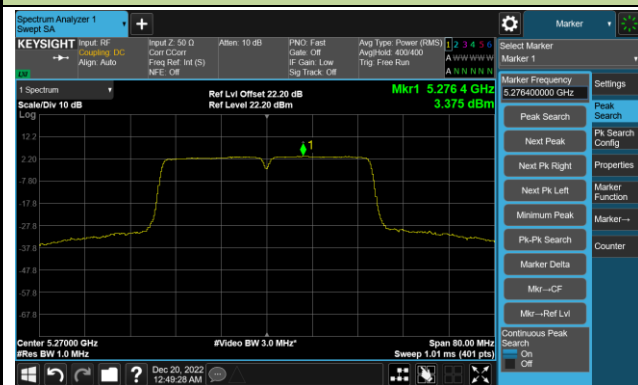 Spectrum Analyzer 1
Swept SA
Marker
KEYSIGHT
Input: RF
Coupling: DC
Align: Auto
Input Z: 50 Ω
Corr CCorr
Freq Ref: Int (S)
NFE: Off
Atten: 10 dB
PNO: Fast
Gate: Off
IF Gain: Low
Sig Track: Off
Avg Type: Power (RMS)
Avg|Hold: 400/400
Trig: Free Run
1 2 3 4 5 6
A W W W W W
A N N N N N
Select Marker
Marker 1
1 Spectrum
Scale/Div 10 dB
Log
Ref Lvl Offset 22.20 dB
Ref Level 22.20 dBm
Mkr1 5.276 4 GHz
3.375 dBm
1
12.2
2.20
-7.80
-17.8
-27.8
-37.8
-47.8
-57.8
-67.8
Center 5.27000 GHz
#Res BW 1.0 MHz
#Video BW 3.0 MHz*
Span 80.00 MHz
Sweep 1.01 ms (401 pts)
Marker Frequency
5.276400000 GHz
Peak Search
Next Peak
Next Pk Right
Next Pk Left
Minimum Peak
Pk-Pk Search
Marker Delta
Mkr→CF
Mkr→Ref Lvl
Continuous Peak
Search
On
Off
Settings
Peak
Search
Pk Search
Config
Properties
Marker
Function
Marker→
Counter
?
Dec 20, 2022
12:49:28 AM